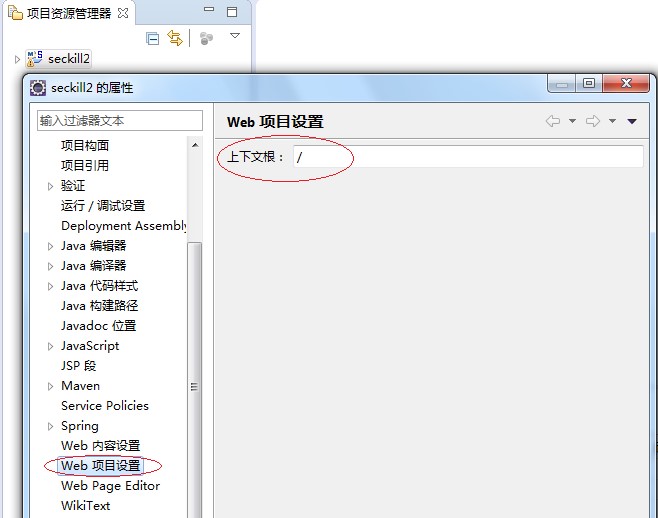 项目资源管理器
seckill2
seckill2 的属性
输入过滤器文本
项目构面
项目引用
验证
运行 / 调试设置
Deployment Assembly
Java 编辑器
Java 编译器
Java 代码样式
Java 构建路径
Javadoc 位置
JavaScript
JSP 段
Maven
Service Policies
Spring
Web 内容设置
Web 项目设置
Web Page Editor
WikiText
Web 项目设置
上下文根： /